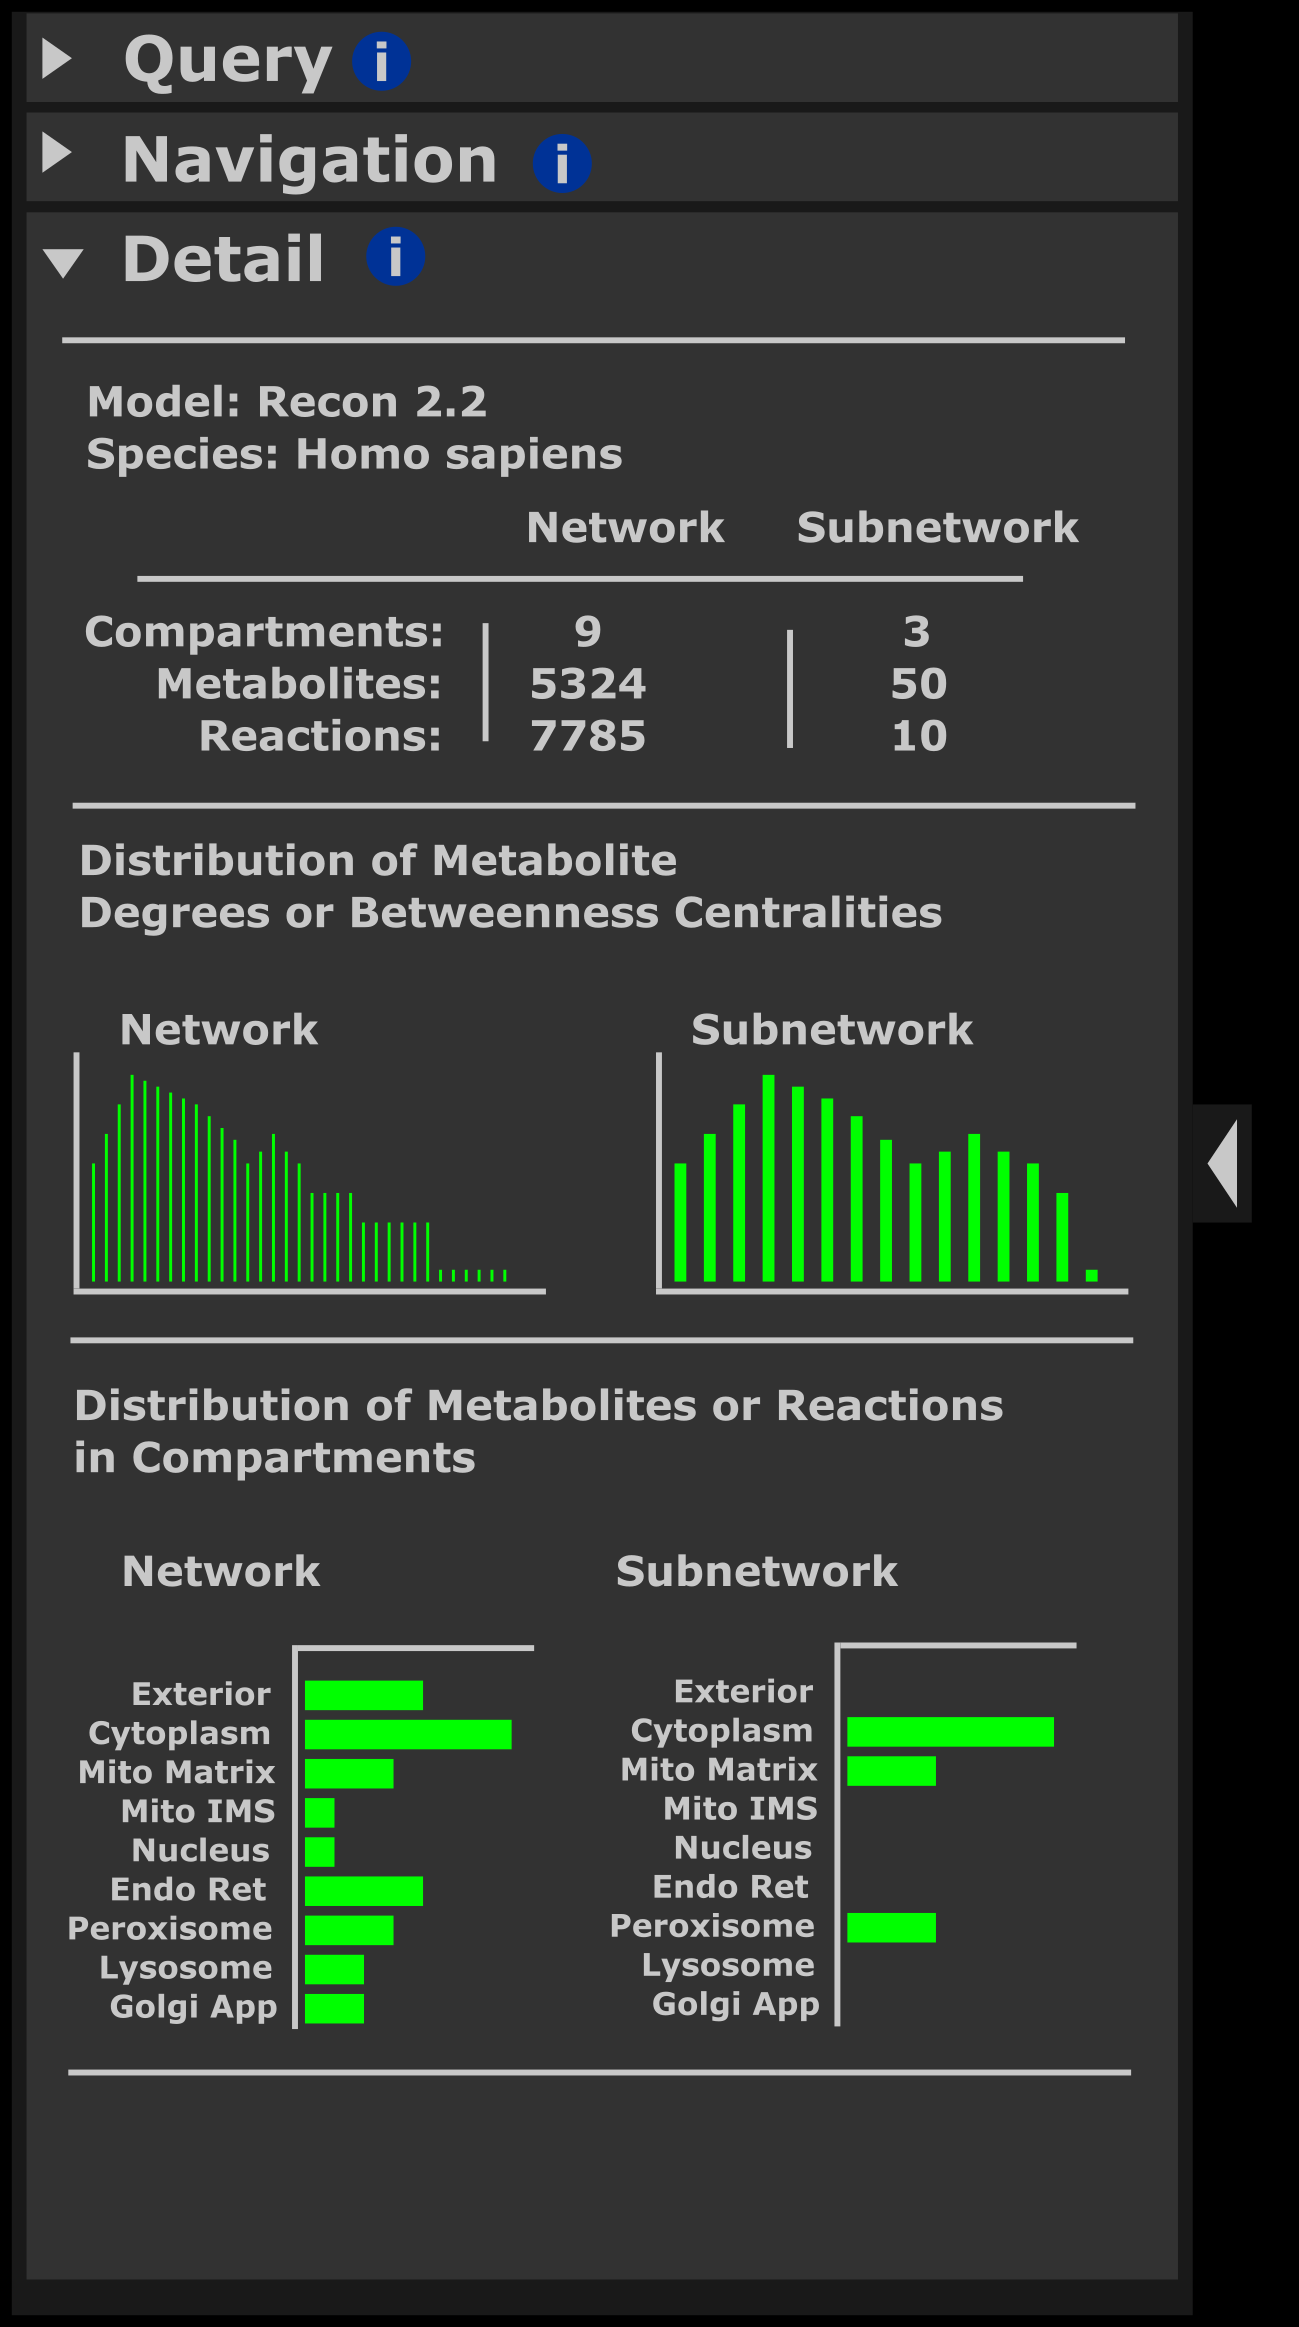 Query i
Navigation i
Detail i
Model: Recon 2.2
Species: Homo sapiens
Network Subnetwork
Compartments: 9 3
Metabolites: 5324 50
Reactions: 7785 10
Distribution of Metabolite
Degrees or Betweenness Centralities
Network Subnetwork
Distribution of Metabolites or Reactions
in Compartments
Network Subnetwork
Exterior Exterior
Cytoplasm Cytoplasm
Mito Matrix Mito Matrix
Mito IMS Mito IMS
Nucleus Nucleus
Endo Ret Endo Ret
Peroxisome Peroxisome
Lysosome Lysosome
Golgi App Golgi App